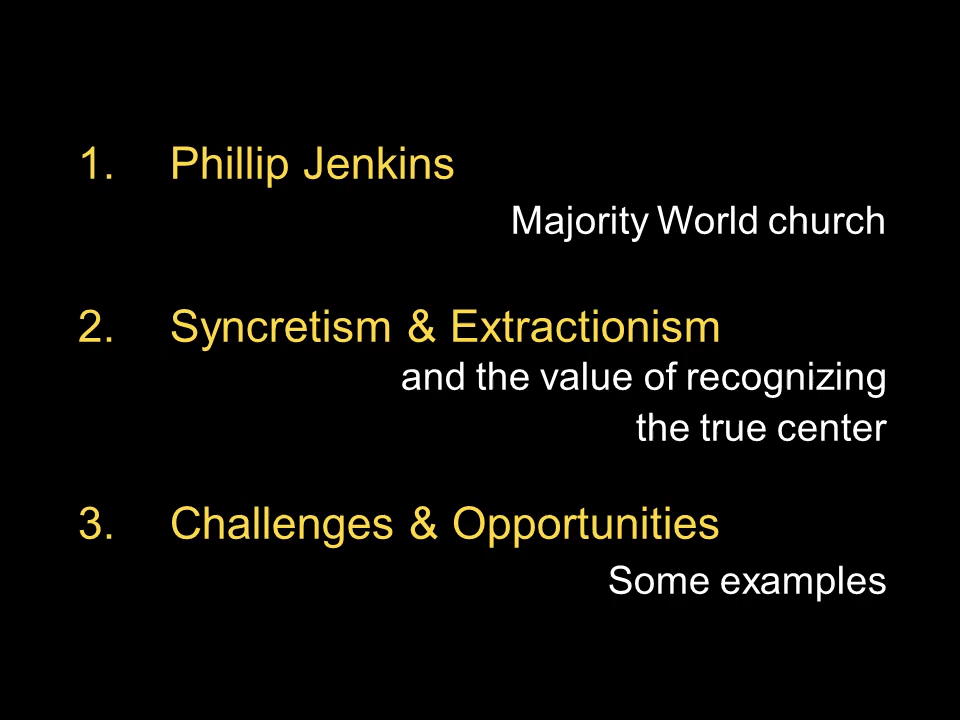 1. Phillip Jenkins
Majority World church
2. Syncretism & Extractionism
and the value of recognizing
the true center
3. Challenges & Opportunities
Some examples